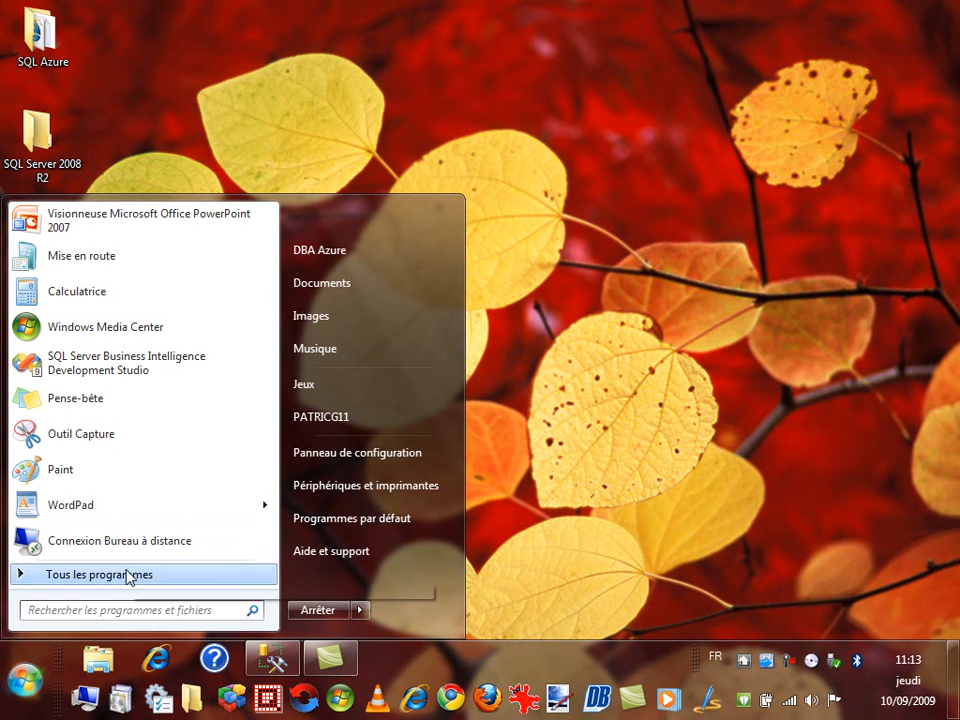 SQL Azure
SQL Server 2008
R2
Visionneuse Microsoft Office PowerPoint
2007
Mise en route
Calculatrice
Windows Media Center
SQL Server Business Intelligence
Development Studio
Pense-bête
Outil Capture
Paint
WordPad
Connexion Bureau à distance
Tous les programmes
Rechercher les programmes et fichiers
DBA Azure
Documents
Images
Musique
Jeux
PATRICG11
Panneau de configuration
Périphériques et imprimantes
Programmes par défaut
Aide et support
Arrêter
FR
11:13
jeudi
10/09/2009
DB